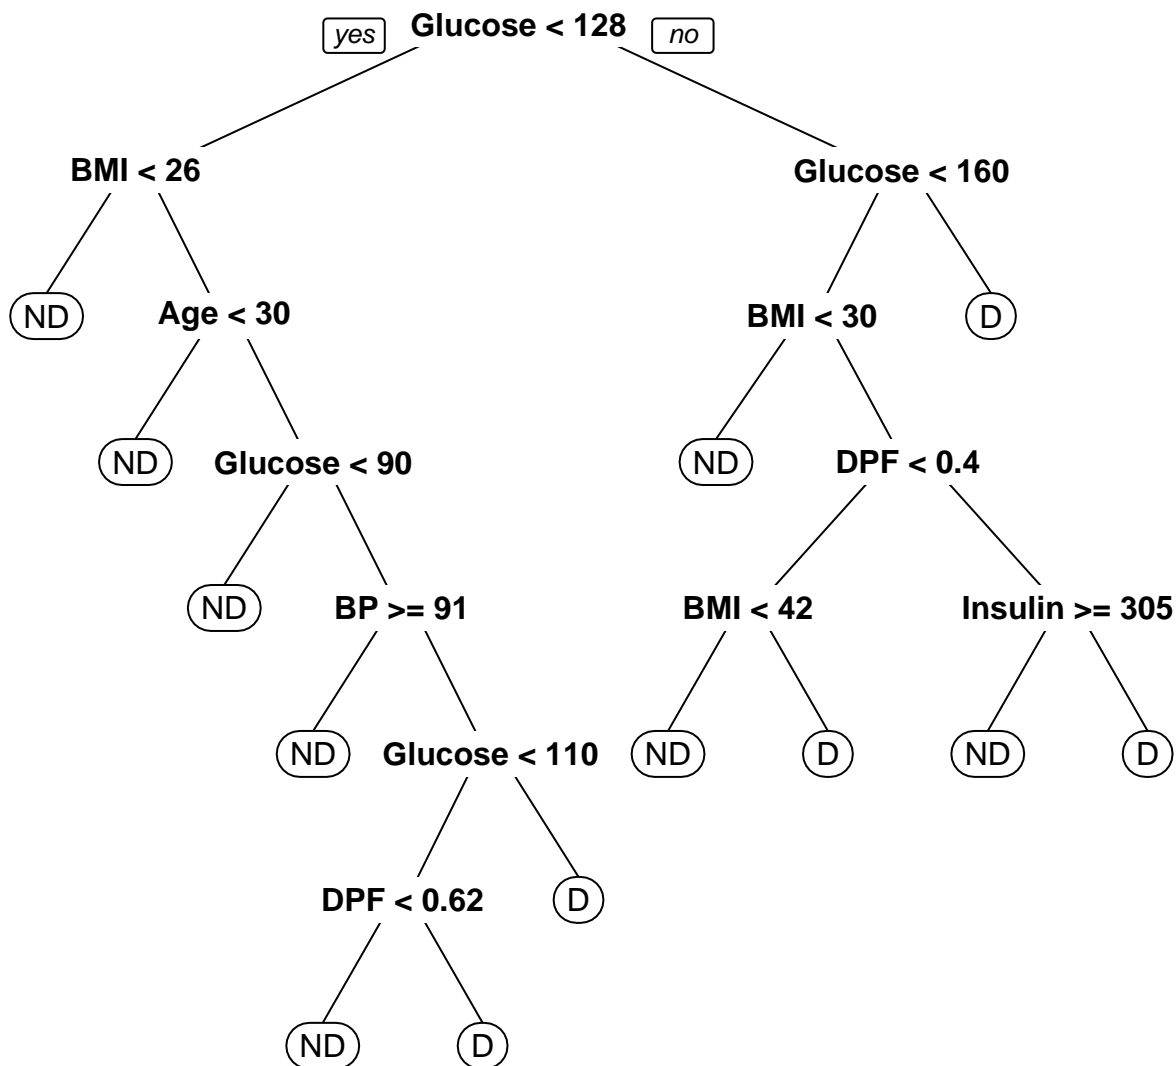 yes Glucose < 128 no
BMI < 26 Glucose < 160
ND Age < 30 BMI < 30 D
ND Glucose < 90 ND DPF < 0.4
ND BP >= 91 BMI < 42 Insulin >= 305
ND Glucose < 110 ND D ND D
DPF < 0.62 D
ND D